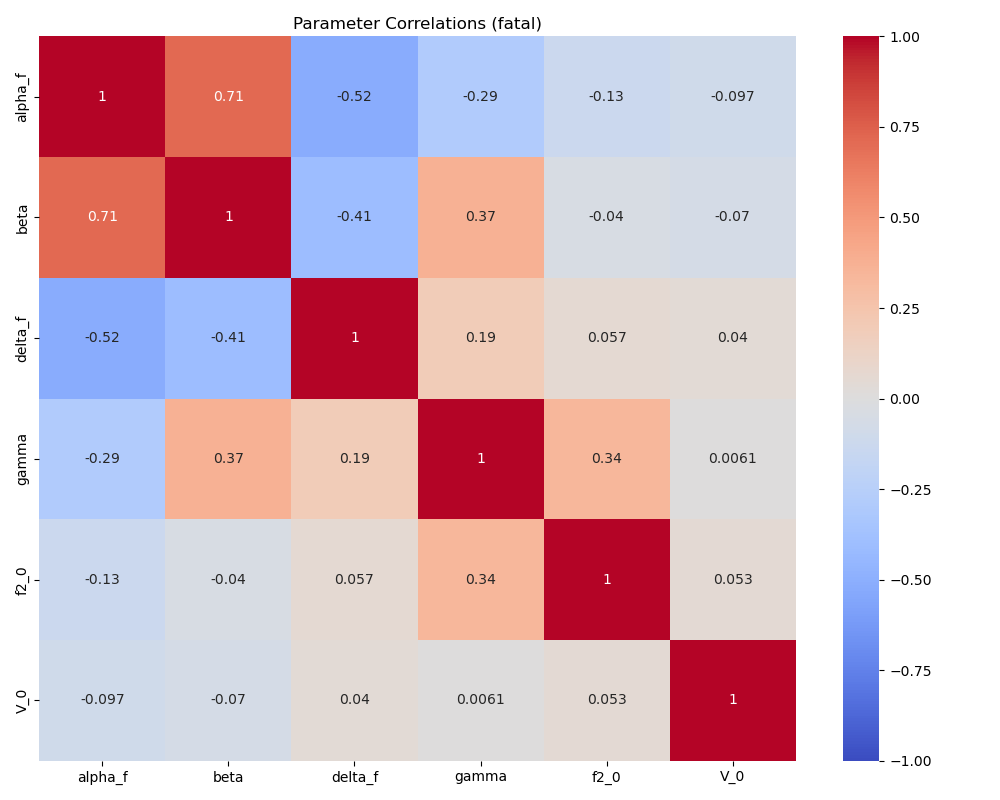 Parameter Correlations (fatal)
alpha_f 1 0.71 -0.52 -0.29 -0.13 -0.097
beta 0.71 1 -0.41 0.37 -0.04 -0.07
delta_f -0.52 -0.41 1 0.19 0.057 0.04
gamma -0.29 0.37 0.19 1 0.34 0.0061
f2_0 -0.13 -0.04 0.057 0.34 1 0.053
V_0 -0.097 -0.07 0.04 0.0061 0.053 1
alpha_f beta delta_f gamma f2_0 V_0
1.00
0.75
0.50
0.25
0.00
−0.25
−0.50
−0.75
−1.00